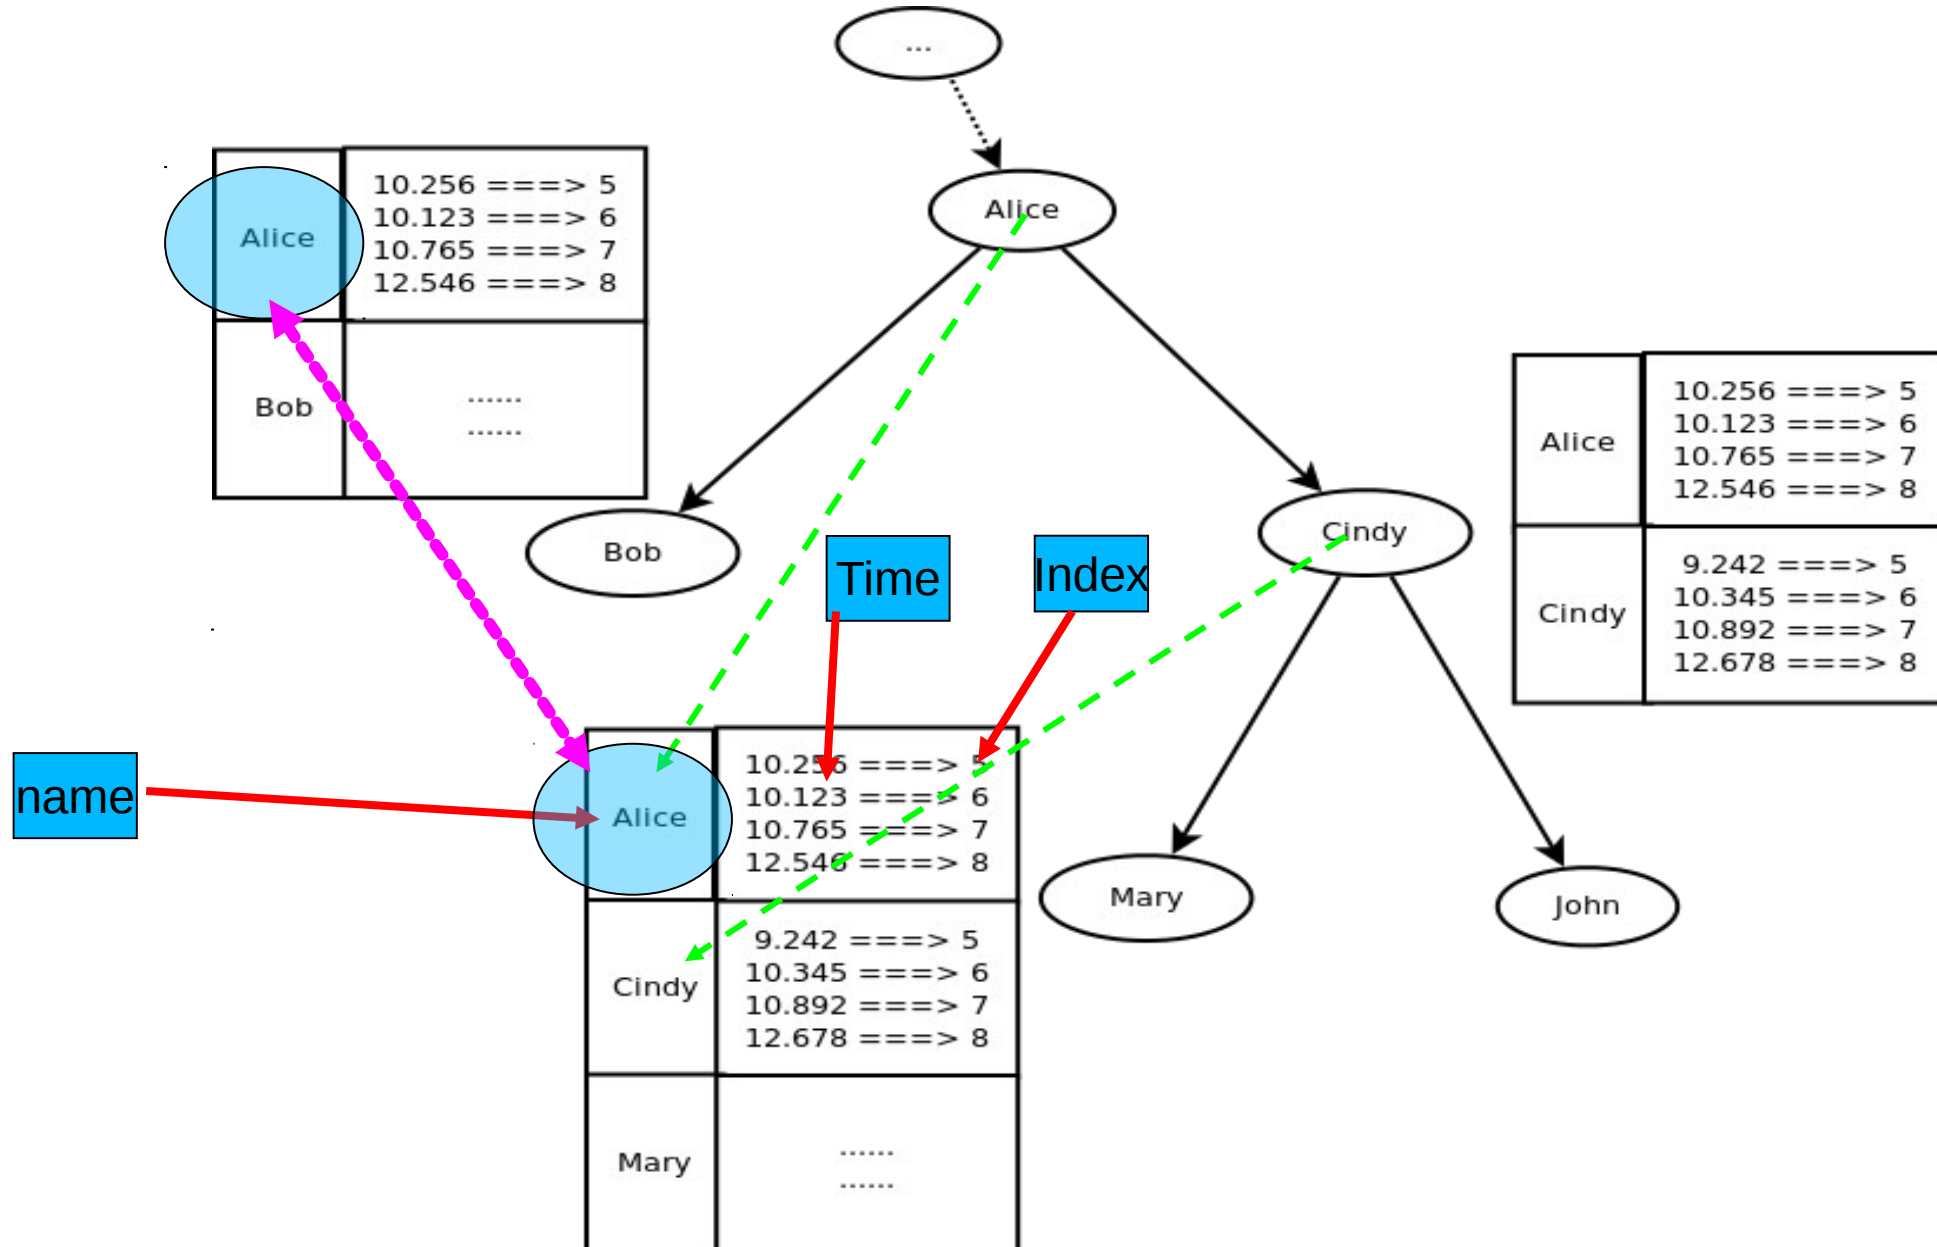 ...
Alice
10.256 ===> 5
10.123 ===> 6
10.765 ===> 7
12.546 ===> 8
Alice
Bob
......
......
Bob
Cindy
Alice
10.256 ===> 5
10.123 ===> 6
10.765 ===> 7
12.546 ===> 8
Cindy
9.242 ===> 5
10.345 ===> 6
10.892 ===> 7
12.678 ===> 8
Time
Index
name
Alice
10.256 ===> 5
10.123 ===> 6
10.765 ===> 7
12.546 ===> 8
Cindy
9.242 ===> 5
10.345 ===> 6
10.892 ===> 7
12.678 ===> 8
Mary
......
......
Mary
John